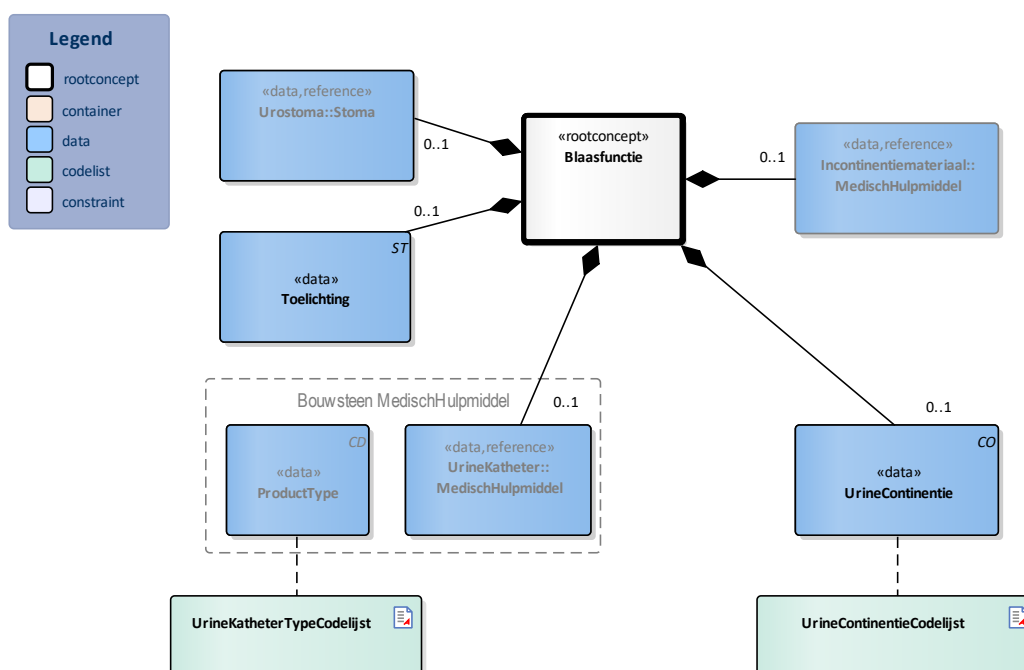 Legend
rootconcept
container
data
codelist
constraint
«data,reference»
Urostoma::Stoma
0..1
«rootconcept»
Blaasfunctie
0..1
«data,reference»
Incontinentiemateriaal::
MedischHulpmiddel
0..1
ST
«data»
Toelichting
Bouwsteen MedischHulpmiddel
0..1
CD
«data»
ProductType
«data,reference»
UrineKatheter::
MedischHulpmiddel
0..1
CO
«data»
UrineContinentie
UrineKatheterTypeCodelijst
UrineContinentieCodelijst